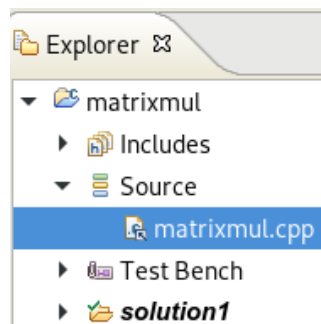 Explorer
matrixmul
Includes
Source
matrixmul.cpp
Test Bench
solution1